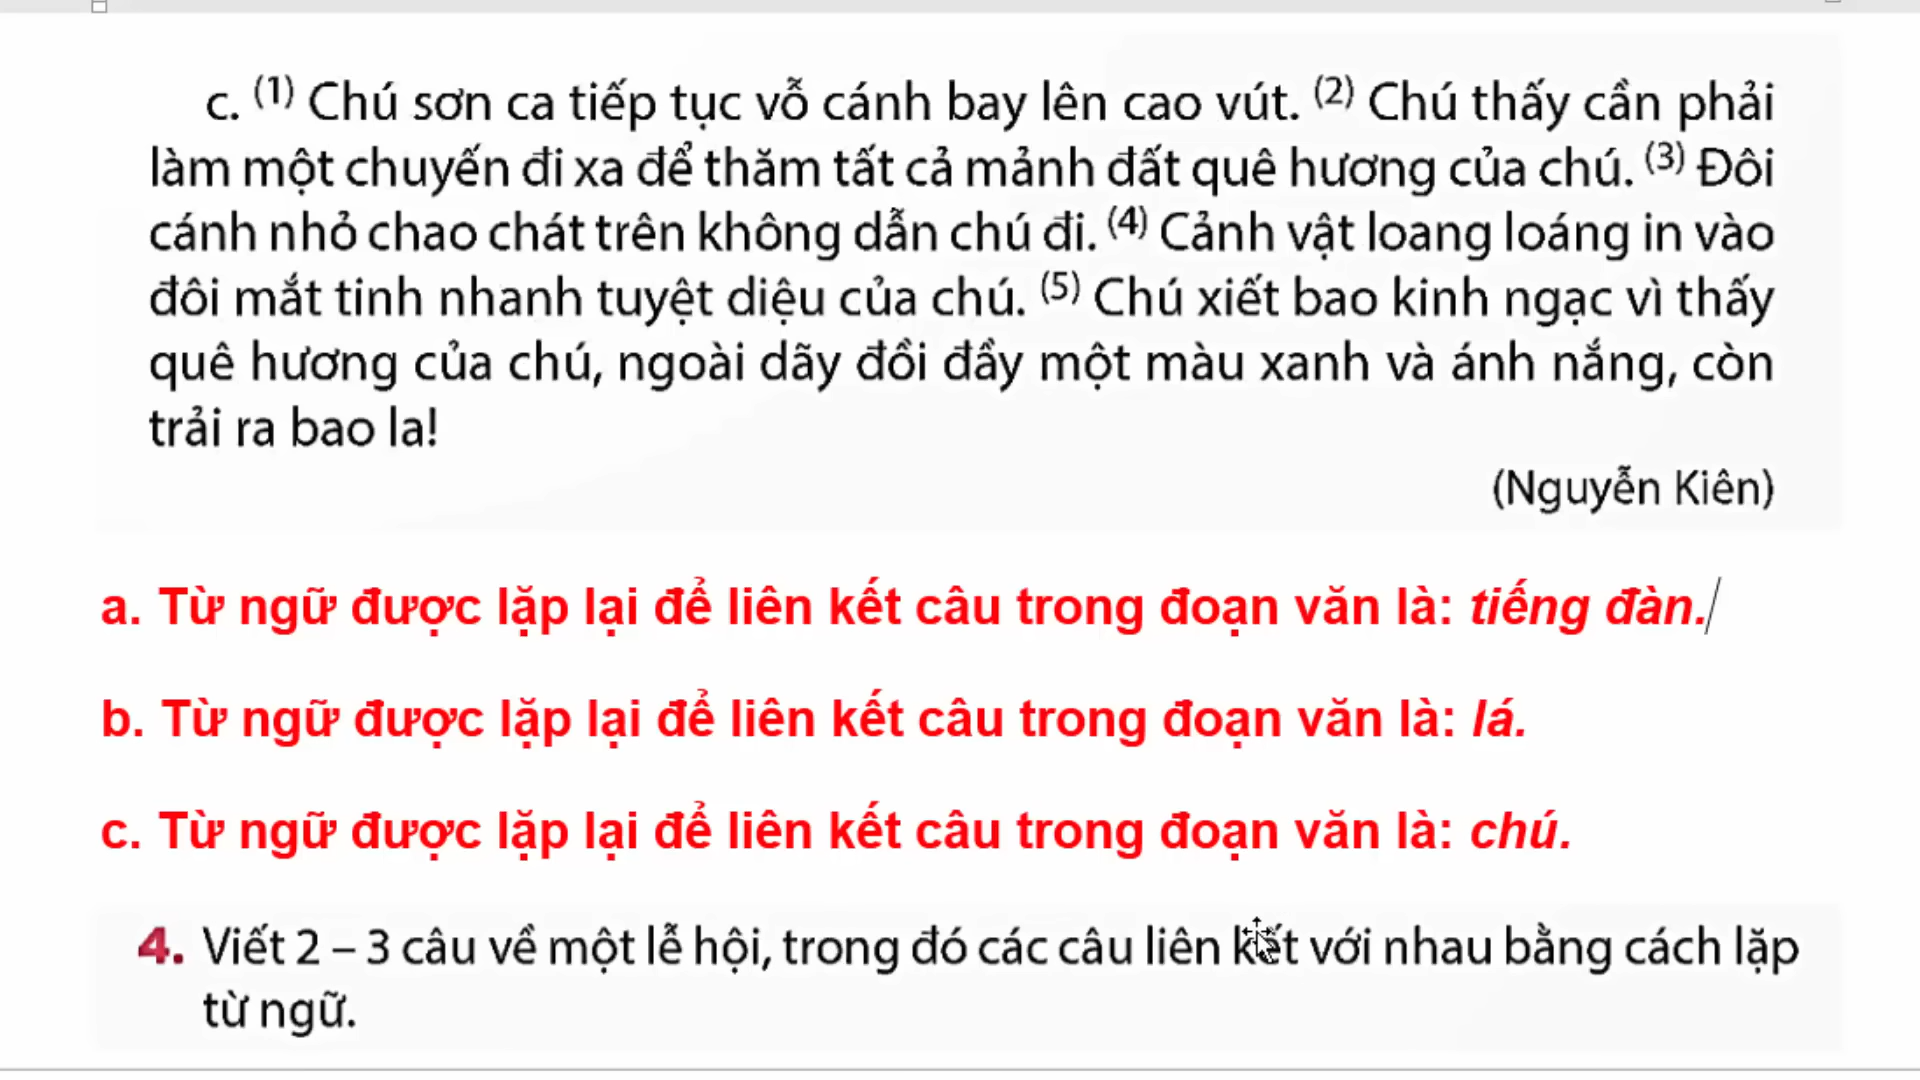 c. (1) Chú sơn ca tiếp tục vỗ cánh bay lên cao vút. (2) Chú thấy cần phải
làm một chuyến đi xa để thăm tất cả mảnh đất quê hương của chú. (3) Đôi
cánh nhỏ chao chát trên không dẫn chú đi. (4) Cảnh vật loang loáng in vào
đôi mắt tinh nhanh tuyệt diệu của chú. (5) Chú xiết bao kinh ngạc vì thấy
quê hương của chú, ngoài dãy đồi đầy một màu xanh và ánh nắng, còn
trải ra bao la!
(Nguyễn Kiên)
a. Từ ngữ được lặp lại để liên kết câu trong đoạn văn là: tiếng đàn.
b. Từ ngữ được lặp lại để liên kết câu trong đoạn văn là: lá.
c. Từ ngữ được lặp lại để liên kết câu trong đoạn văn là: chú.
4. Viết 2 – 3 câu về một lễ hội, trong đó các câu liên kết với nhau bằng cách lặp
từ ngữ.